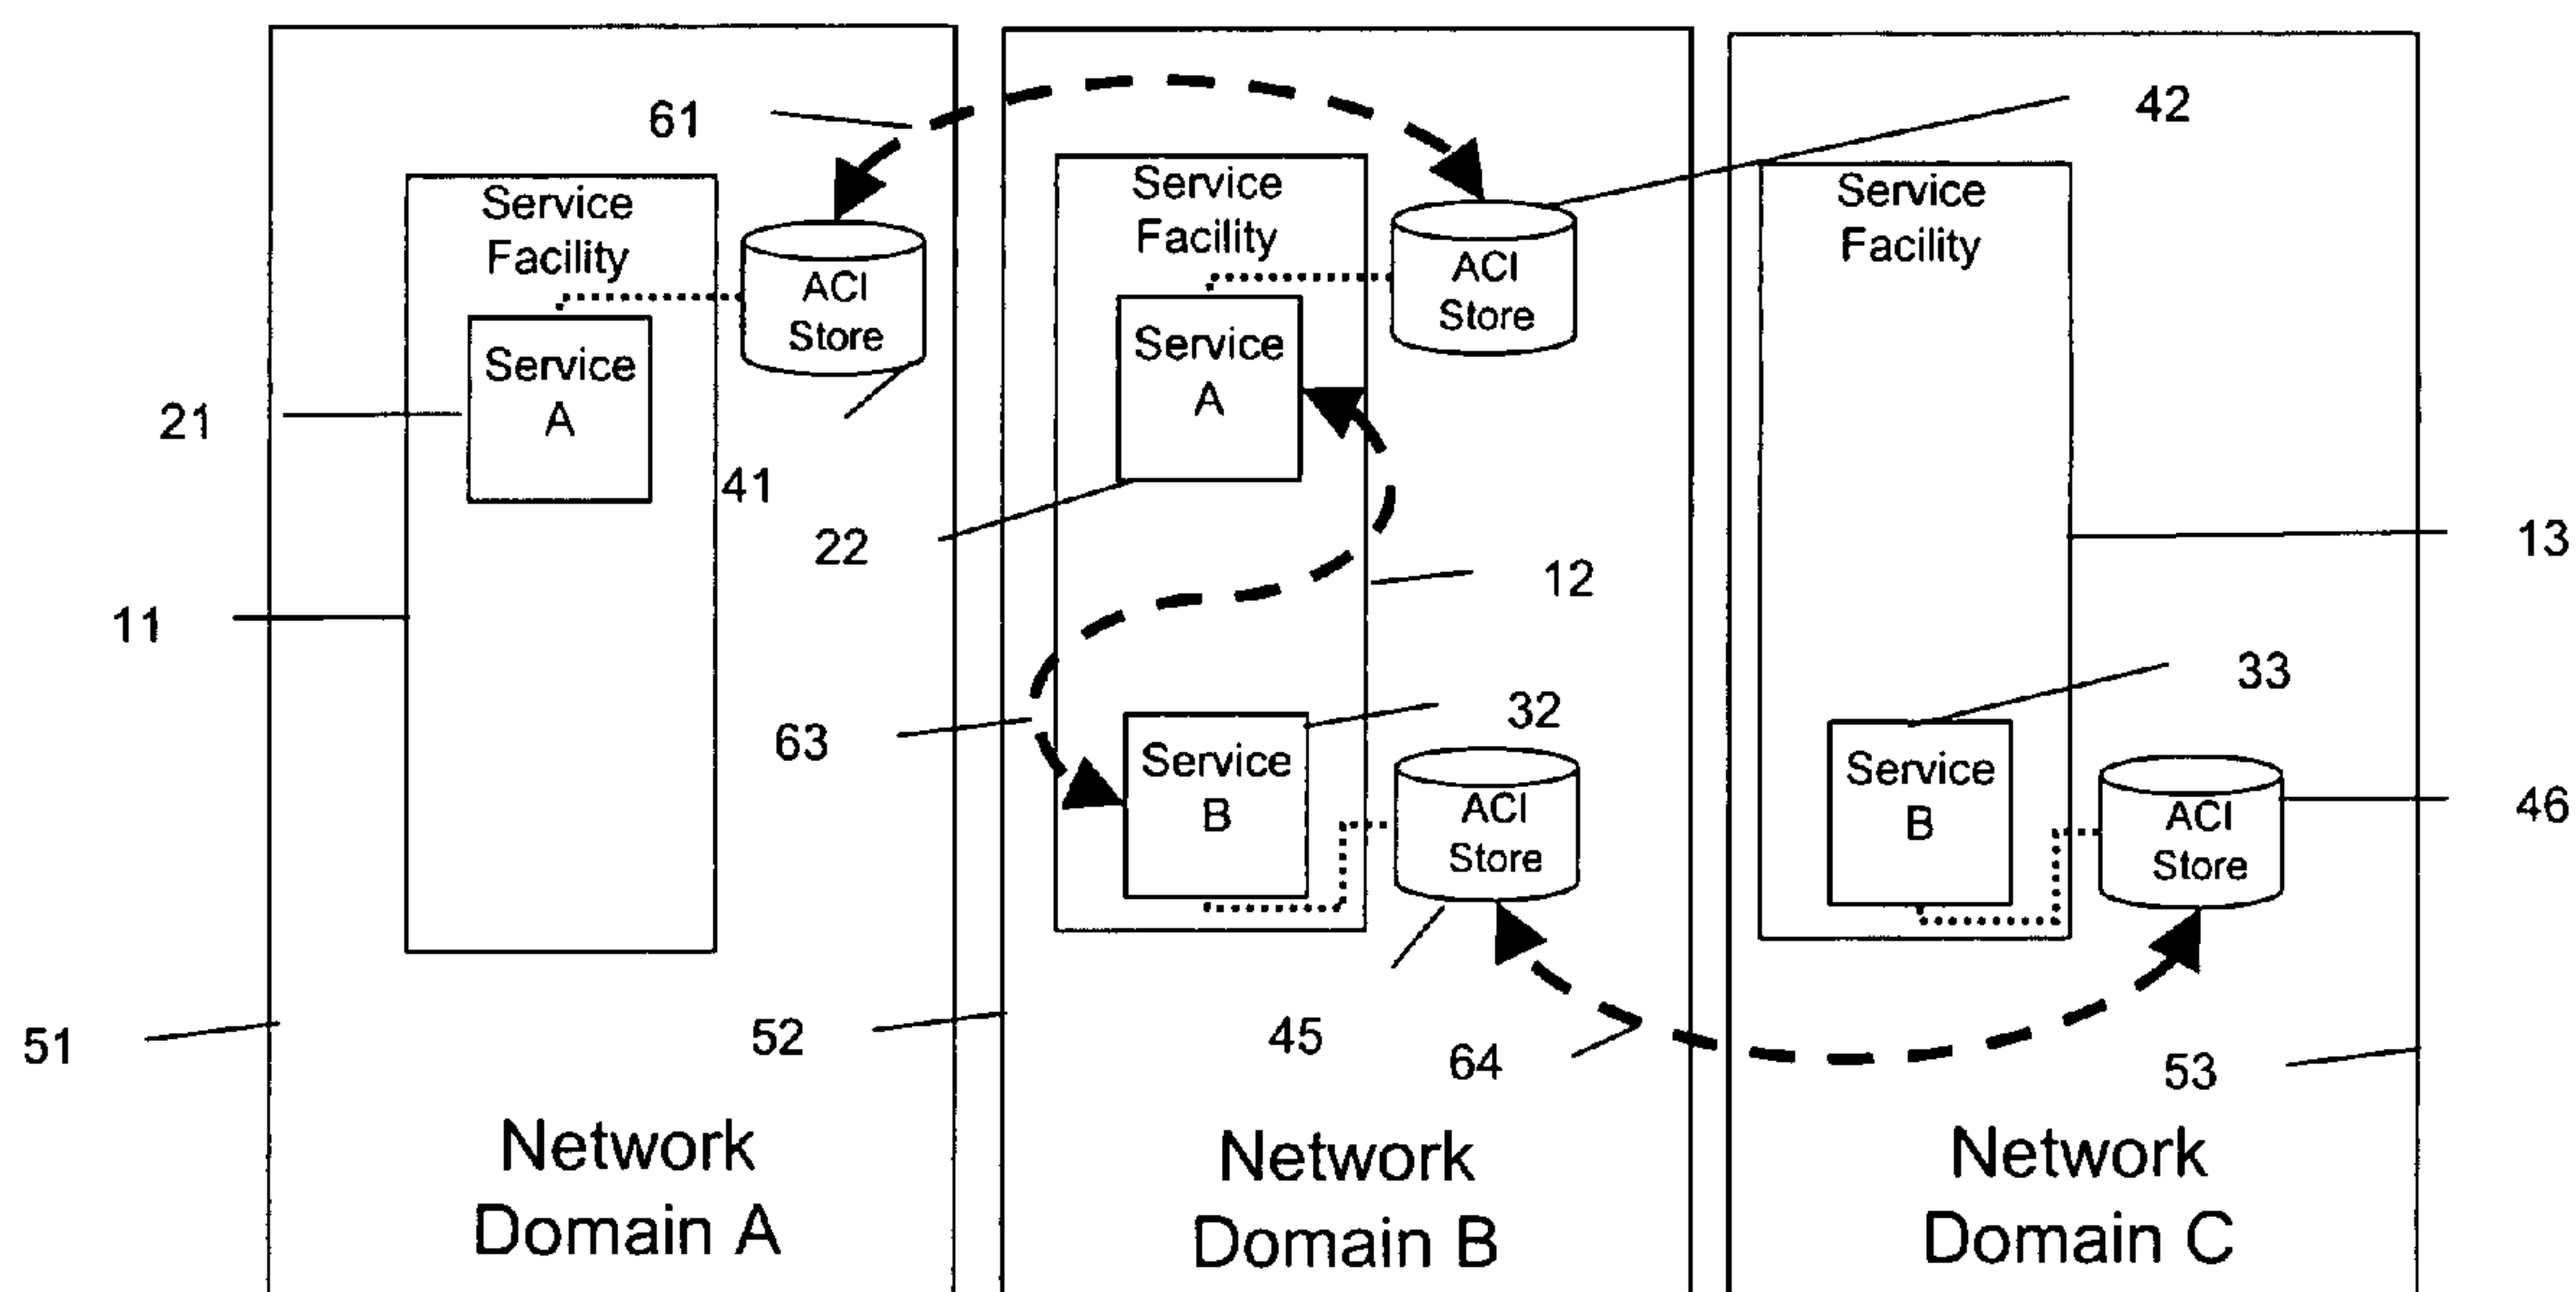 61
42
Service
Facility
Service
Facility
Service
Facility
ACI
Store
ACI
Store
Service
A
Service
A
21
41
22
12
13
11
33
32
63
Service
B
ACI
Store
Service
B
ACI
Store
46
51
52
45
64
53
Network
Domain A
Network
Domain B
Network
Domain C